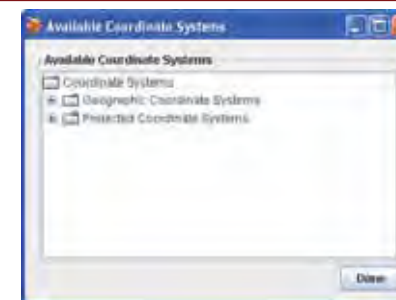 Available Coordinate Systems
Available Coordinate Systems
Coordinate Systems
Geographic Coordinate Systems
Projected Coordinate Systems
Done